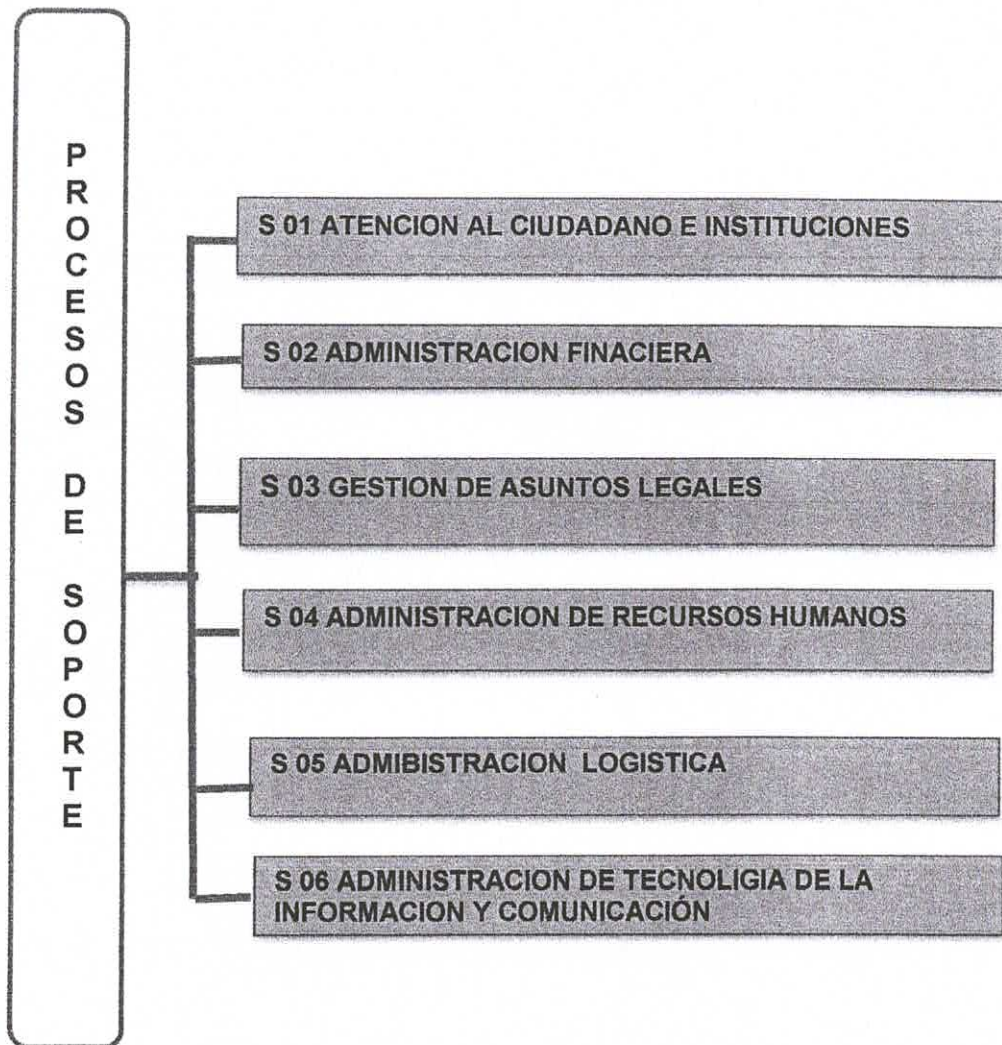 PROCESOS DE SOPORTE
S 01 ATENCION AL CIUDADANO E INSTITUCIONES
S 02 ADMINISTRACION FINACIERA
S 03 GESTION DE ASUNTOS LEGALES
S 04 ADMINISTRACION DE RECURSOS HUMANOS
S 05 ADMIBISTRACION LOGISTICA
S 06 ADMINISTRACION DE TECNOLIGIA DE LA
INFORMACION Y COMUNICACIÓN